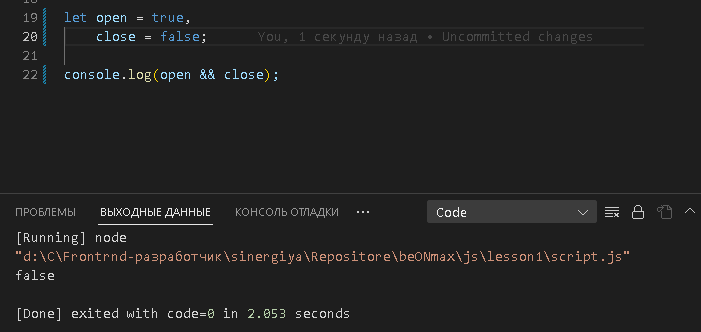 19 let open = true,
20 close = false; You, 1 секунду назад • Uncommitted changes
21
22 console.log(open && close);
ПРОБЛЕМЫ ВЫХОДНЫЕ ДАННЫЕ КОНСОЛЬ ОТЛАДКИ ··· Code
[Running] node
"d:\C\Frontrnd-разработчик\sinergiya\Repositore\beONmax\js\lesson1\script.js"
false
[Done] exited with code=0 in 2.053 seconds